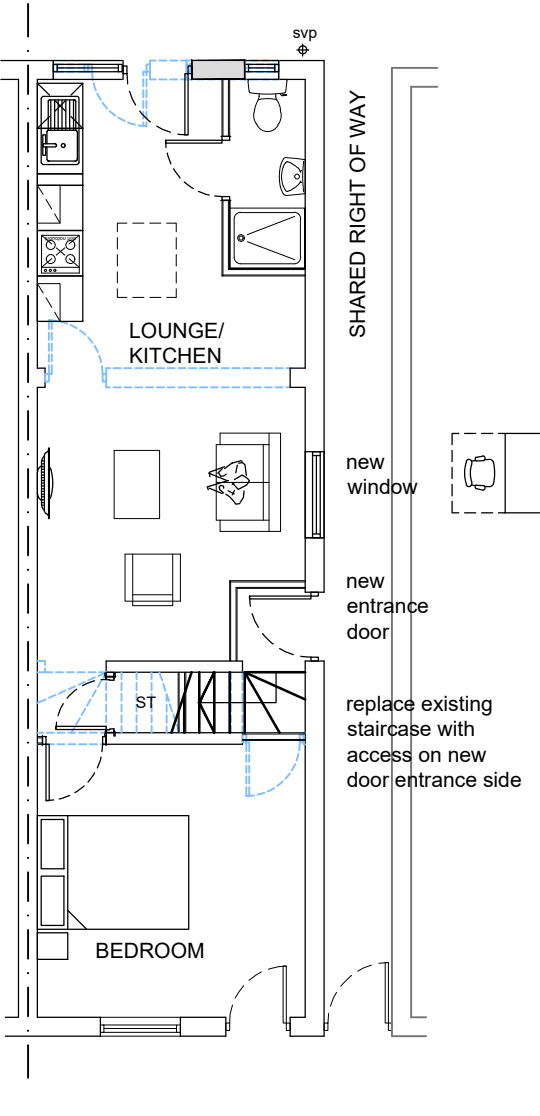 svp
SHARED RIGHT OF WAY
LOUNGE/
KITCHEN
new
window
new
entrance
door
ST
replace existing
staircase with
access on new
door entrance side
BEDROOM